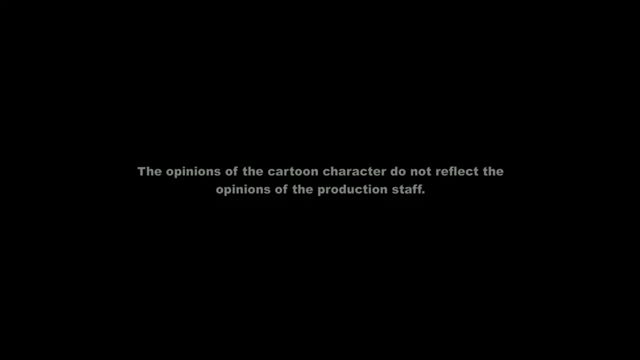 The opinions of the cartoon character do not reflect the
opinions of the production staff.